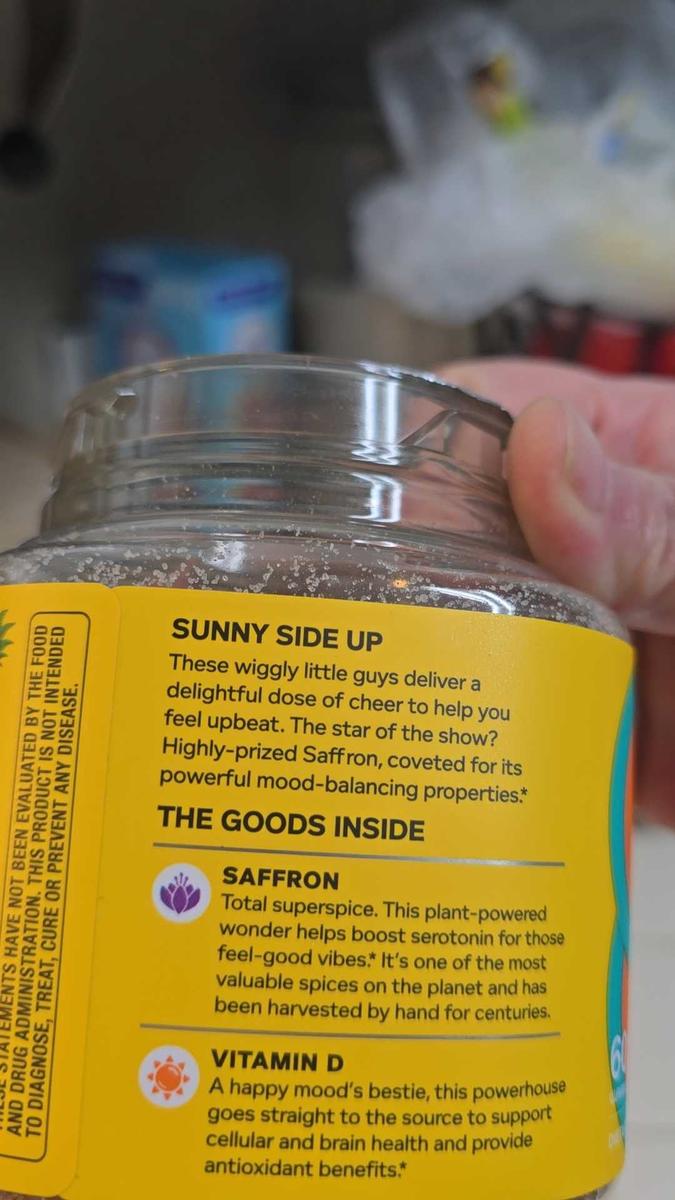 SUNNY SIDE UP
These wiggly little guys deliver a
delightful dose of cheer to help you
feel upbeat. The star of the show?
Highly-prized Saffron, coveted for its
powerful mood-balancing properties.*
THE GOODS INSIDE
SAFFRON
Total superspice. This plant-powered
wonder helps boost serotonin for those
feel-good vibes.* It's one of the most
valuable spices on the planet and has
been harvested by hand for centuries.
VITAMIN D
A happy mood's bestie, this powerhouse
goes straight to the source to support
cellular and brain health and provide
antioxidant benefits.*
STATEMENTS HAVE NOT BEEN EVALUATED BY THE FOOD
AND DRUG ADMINISTRATION. THIS PRODUCT IS NOT INTENDED
TO DIAGNOSE, TREAT, CURE OR PREVENT ANY DISEASE.